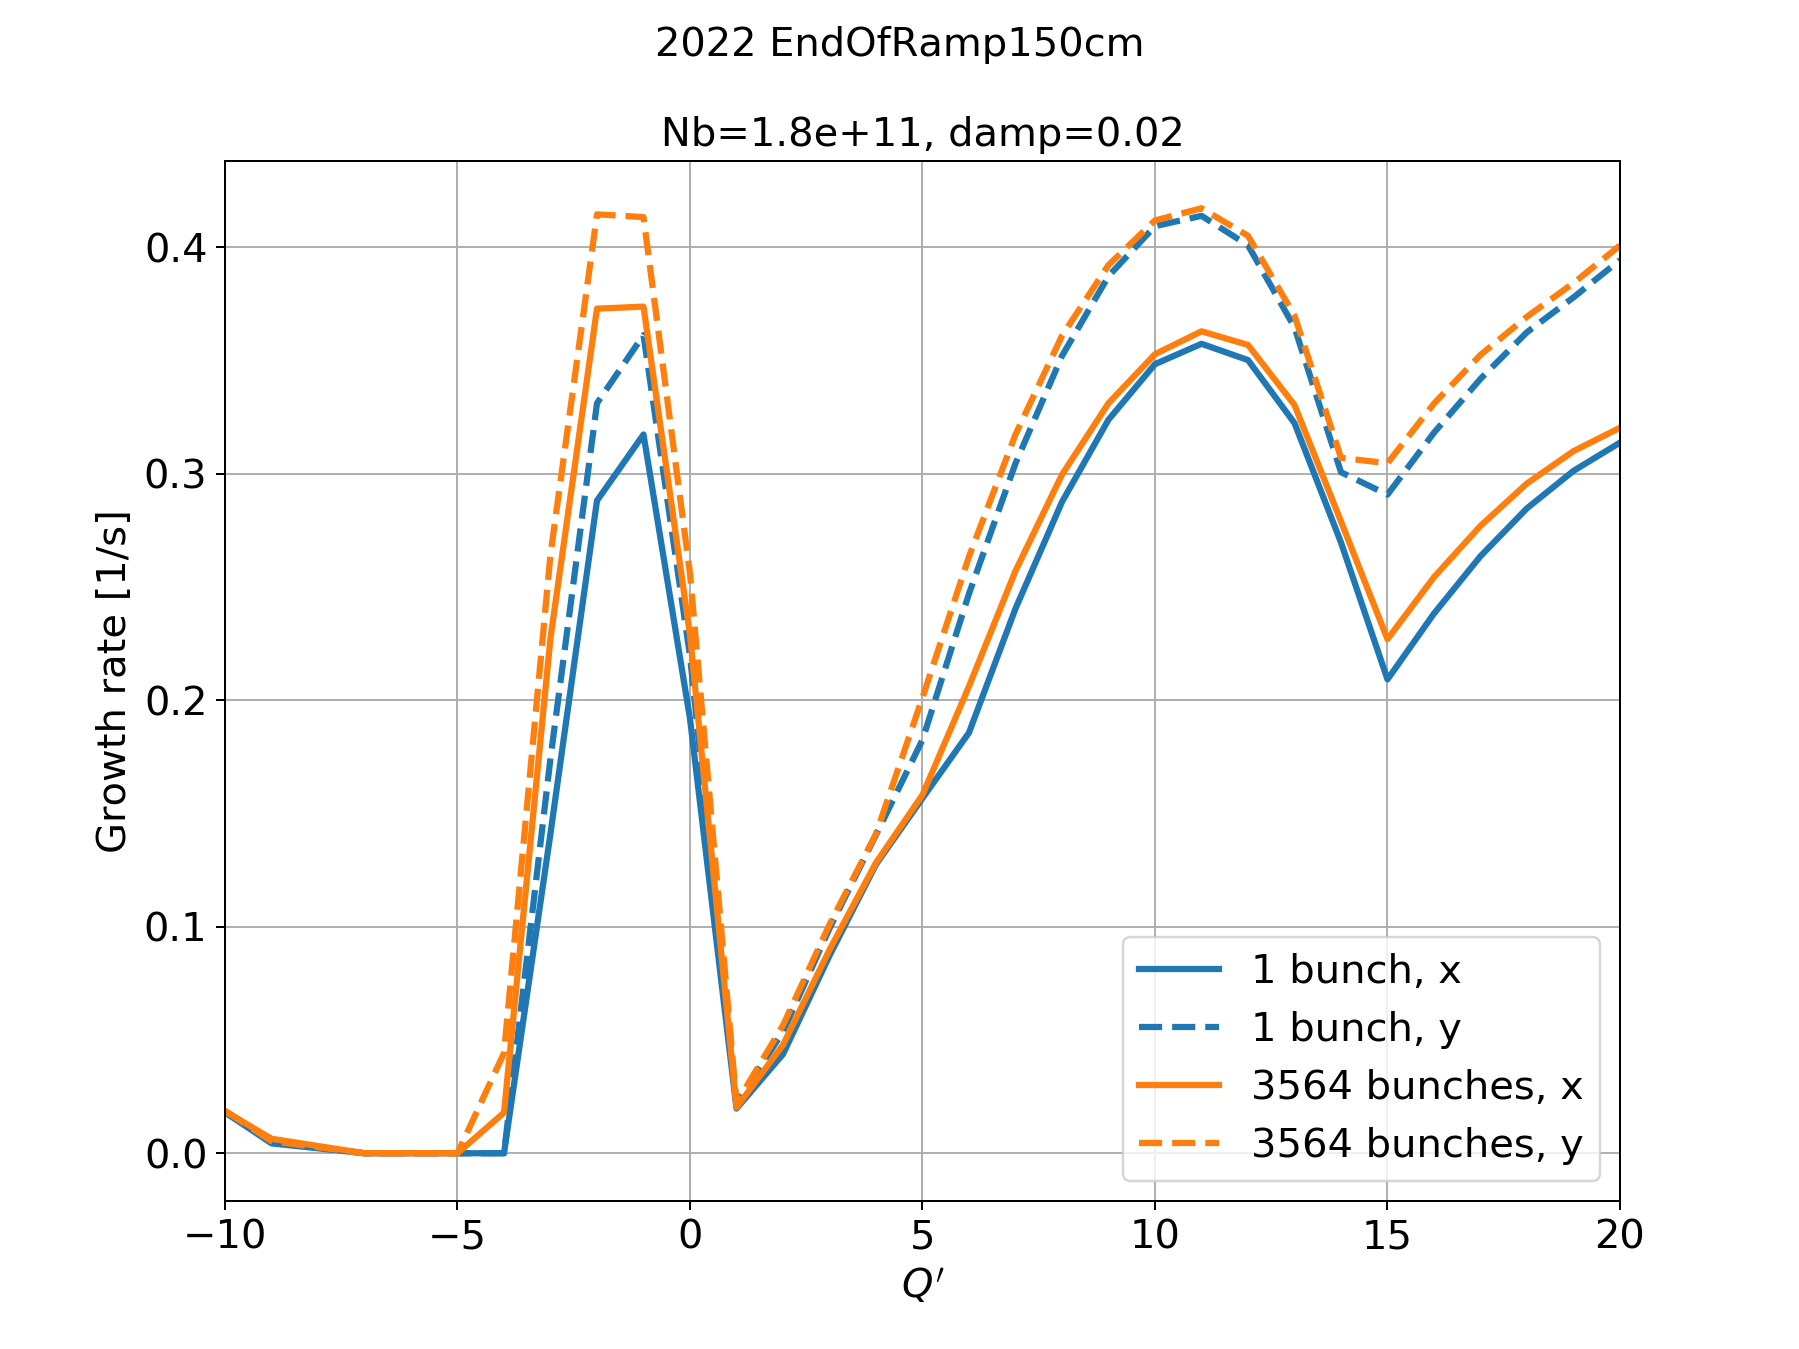 2022 EndOfRamp150cm
Nb=1.8e+11, damp=0.02
Growth rate [1/s]
0.4
0.3
0.2
0.1
0.0
−10 −5 0 5 10 15 20
Q′
1 bunch, x
1 bunch, y
3564 bunches, x
3564 bunches, y